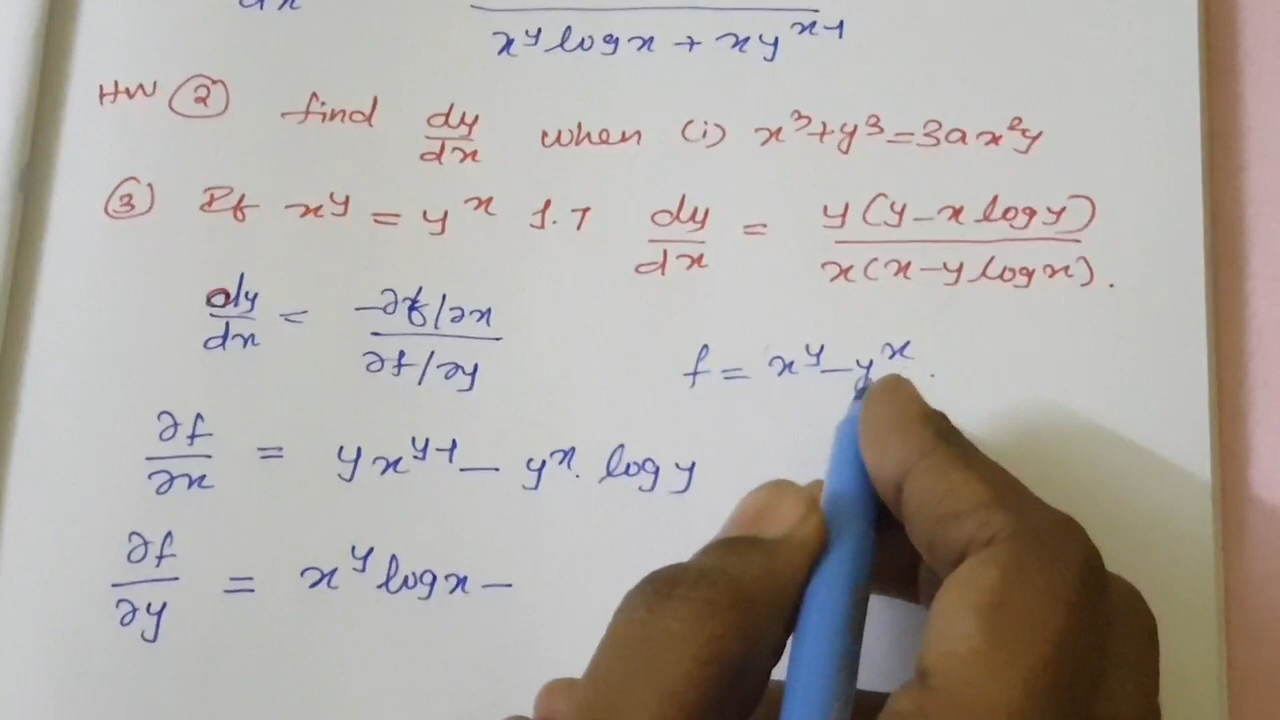 x^y log x + xy^{x-1}
HW ② find dy/dx when (i) x³+y³=3ax²y
③ If x^y = y^x S.T dy/dx = y(y-x log y)/x(x-y log x).
dy/dx = -∂f/∂x / ∂f/∂y
f = x^y - y^x.
∂f/∂x = yx^{y-1} - y^x. log y
∂f/∂y = x^y log x -